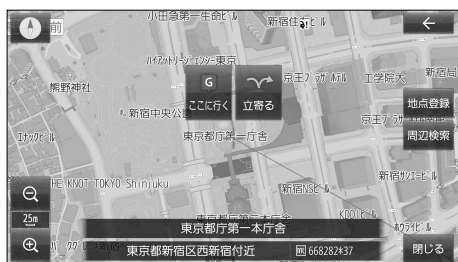 小田急第一生命ビル
新宿住友ビル
前
ハイアットリージェンシー東京
G
ここに行く
立寄る
京王プラザホテル
工学院大
新宿局
熊野神社
新宿中央公園
地点登録
東京都庁第一庁舎
周辺検索
THE KNOT TOKYO Shinjuku
新宿NSビル
新宿サンエービル
25m
KDDIビル
東京都庁第一本庁舎
東京都新宿区西新宿付近
668282*37
閉じる